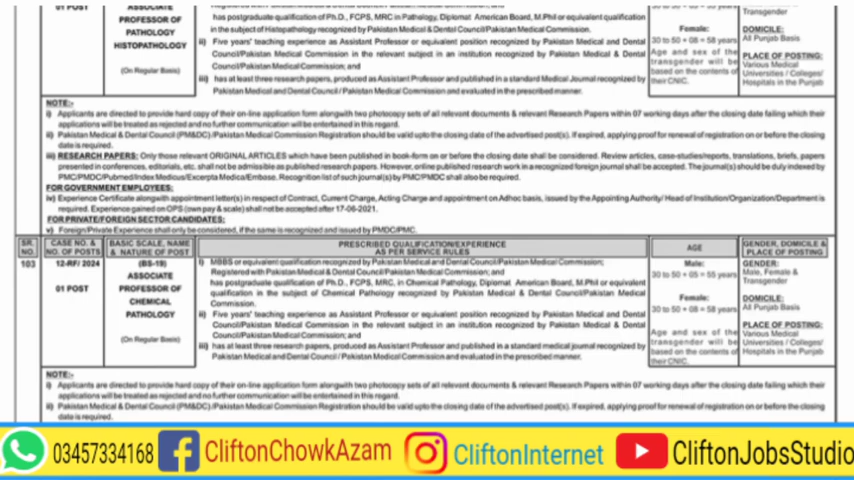 01 POST
ASSOCIATE
PROFESSOR OF
PATHOLOGY
HISTOPATHOLOGY
(On Regular Basis)
has postgraduate qualification of Ph.D., FCPS, MRC in Pathology, Diplomat American Board, M.Phil or equivalent qualification
in the subject of Histopathology recognized by Pakistan Medical & Dental Council/Pakistan Medical Commission.
ii) Five years' teaching experience as Assistant Professor or equivalent position recognized by Pakistan Medical and Dental
Council/Pakistan Medical Commission in the relevant subject in an institution recognized by Pakistan Medical & Dental
Council/Pakistan Medical Commission; and
iii) has at least three research papers, produced as Assistant Professor and published in a standard Medical Journal recognized by
Pakistan Medical and Dental Council / Pakistan Medical Commission and evaluated in the prescribed manner.
Female:
30 to 50 + 08 = 58 years
Age and sex of the
transgender will be
based on the contents of
their CNIC.
Transgender
DOMICILE:
All Punjab Basis
PLACE OF POSTING:
Various Medical
Universities / Colleges/
Hospitals in the Punjab
NOTE:-
i) Applicants are directed to provide hard copy of their on-line application form alongwith two photocopy sets of all relevant documents & relevant Research Papers within 07 working days after the closing date failing which their
applications will be treated as rejected and no further communication will be entertained in this regard.
ii) Pakistan Medical & Dental Council (PM&DC)/Pakistan Medical Commission Registration should be valid upto the closing date of the advertised post(s). If expired, applying proof for renewal of registration on or before the closing
date is required.
iii) RESEARCH PAPERS: Only those relevant ORIGINAL ARTICLES which have been published in book-form on or before the closing date shall be considered. Review articles, case-studies/reports, translations, briefs, papers
presented in conferences, editorials, etc. shall not be admissible as published research papers. However, online published research work in a recognized foreign journal shall be accepted. The journal(s) should be duly indexed by
PMC/PMDC/Pubmed/Index Medicus/Excerpta Medica/Embase. Recognition list of such journal(s) by PMC/PMDC shall also be required.
FOR GOVERNMENT EMPLOYEES:
iv) Experience Certificate alongwith appointment letter(s) in respect of Contract, Current Charge, Acting Charge and appointment on Adhoc basis, issued by the Appointing Authority/ Head of Institution/Organization/Department is
required. Experience gained on OPS (own pay & scale) shall not be accepted after 17-06-2021.
FOR PRIVATE/FOREIGN SECTOR CANDIDATES:
v) Foreign/Private Experience shall only be considered, if the same is recognized and issued by PMDC/PMC.
SR. NO.
CASE NO. & NO. OF POSTS
BASIC SCALE, NAME & NATURE OF POST
PRESCRIBED QUALIFICATION/EXPERIENCE
AS PER SERVICE RULES
AGE
GENDER, DOMICILE & PLACE OF POSTING
103
12-RF/ 2024
01 POST
(BS-19)
ASSOCIATE
PROFESSOR OF
CHEMICAL
PATHOLOGY
(On Regular Basis)
i) MBBS or equivalent qualification recognized by Pakistan Medical and Dental Council/Pakistan Medical Commission;
Registered with Pakistan Medical & Dental Council/Pakistan Medical Commission; and
has postgraduate qualification of Ph.D., FCPS, MRC, in Chemical Pathology, Diplomat American Board, M.Phil or equivalent
qualification in the subject of Chemical Pathology recognized by Pakistan Medical & Dental Council/Pakistan Medical
Commission.
ii) Five years' teaching experience as Assistant Professor or equivalent position recognized by Pakistan Medical and Dental
Council/Pakistan Medical Commission in the relevant subject in an institution recognized by Pakistan Medical & Dental
Council/Pakistan Medical Commission; and
iii) has at least three research papers, produced as Assistant Professor and published in a standard medical journal recognized by
Pakistan Medical and Dental Council / Pakistan Medical Commission and evaluated in the prescribed manner.
Male:
30 to 50 + 05 = 55 years
Female:
30 to 50 + 08 = 58 years
Age and sex of the
transgender will be
based on the contents of
their CNIC.
GENDER:
Male, Female &
Transgender
DOMICILE:
All Punjab Basis
PLACE OF POSTING:
Various Medical
Universities / Colleges/
Hospitals in the Punjab
NOTE:-
i) Applicants are directed to provide hard copy of their on-line application form alongwith two photocopy sets of all relevant documents & relevant Research Papers within 07 working days after the closing date failing which their
applications will be treated as rejected and no further communication will be entertained in this regard.
ii) Pakistan Medical & Dental Council (PM&DC)/Pakistan Medical Commission Registration should be valid upto the closing date of the advertised post(s). If expired, applying proof for renewal of registration on or before the closing
date is required.
03457334168 CliftonChowkAzam CliftonInternet CliftonJobsStudio